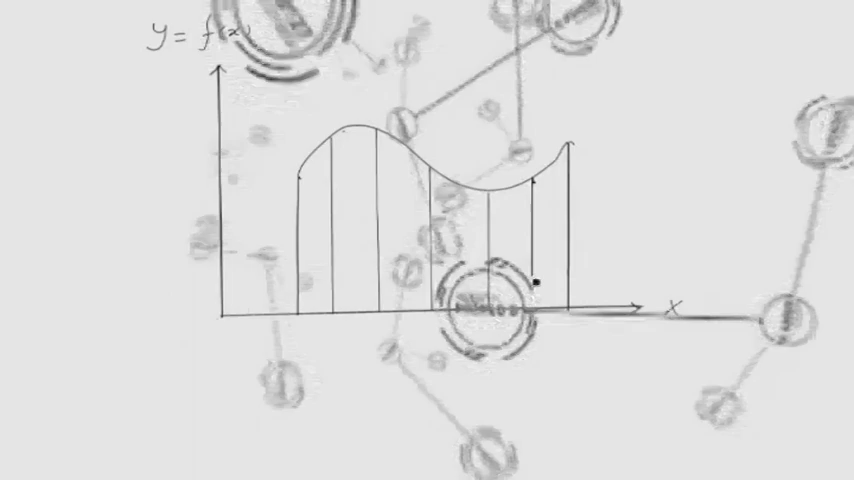 y = f(x)
x